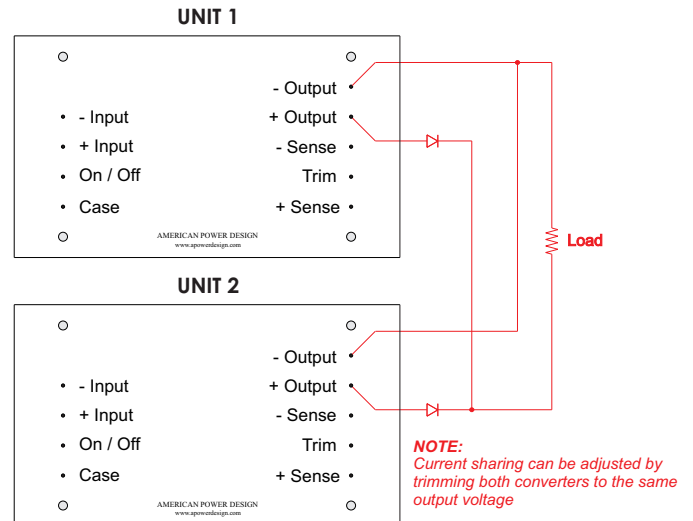 UNIT 1
- Output
- Input
+ Output
+ Input
- Sense
On / Off
Trim
Case
+ Sense
AMERICAN POWER DESIGN
www.apowerdesign.com
Load
UNIT 2
- Output
- Input
+ Output
+ Input
- Sense
On / Off
Trim
Case
+ Sense
AMERICAN POWER DESIGN
www.apowerdesign.com
NOTE:
Current sharing can be adjusted by
trimming both converters to the same
output voltage